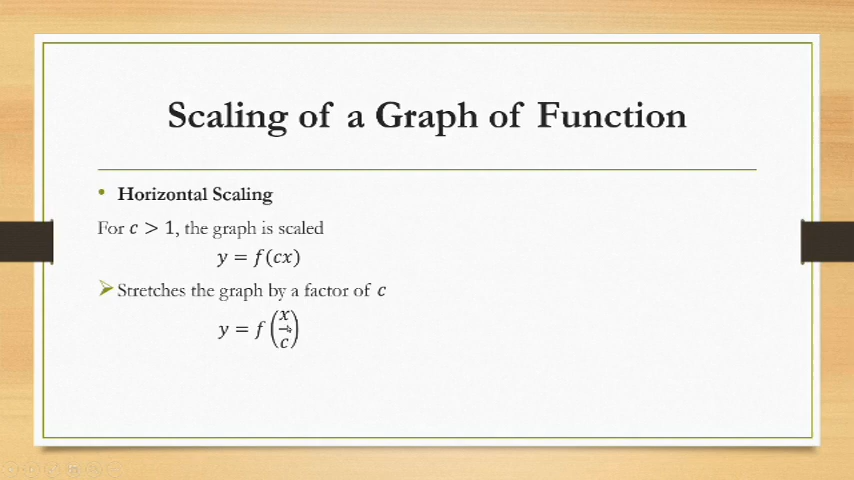 Scaling of a Graph of Function
• Horizontal Scaling
For c > 1, the graph is scaled
y = f(cx)
➢ Stretches the graph by a factor of c
y = f(x/c)